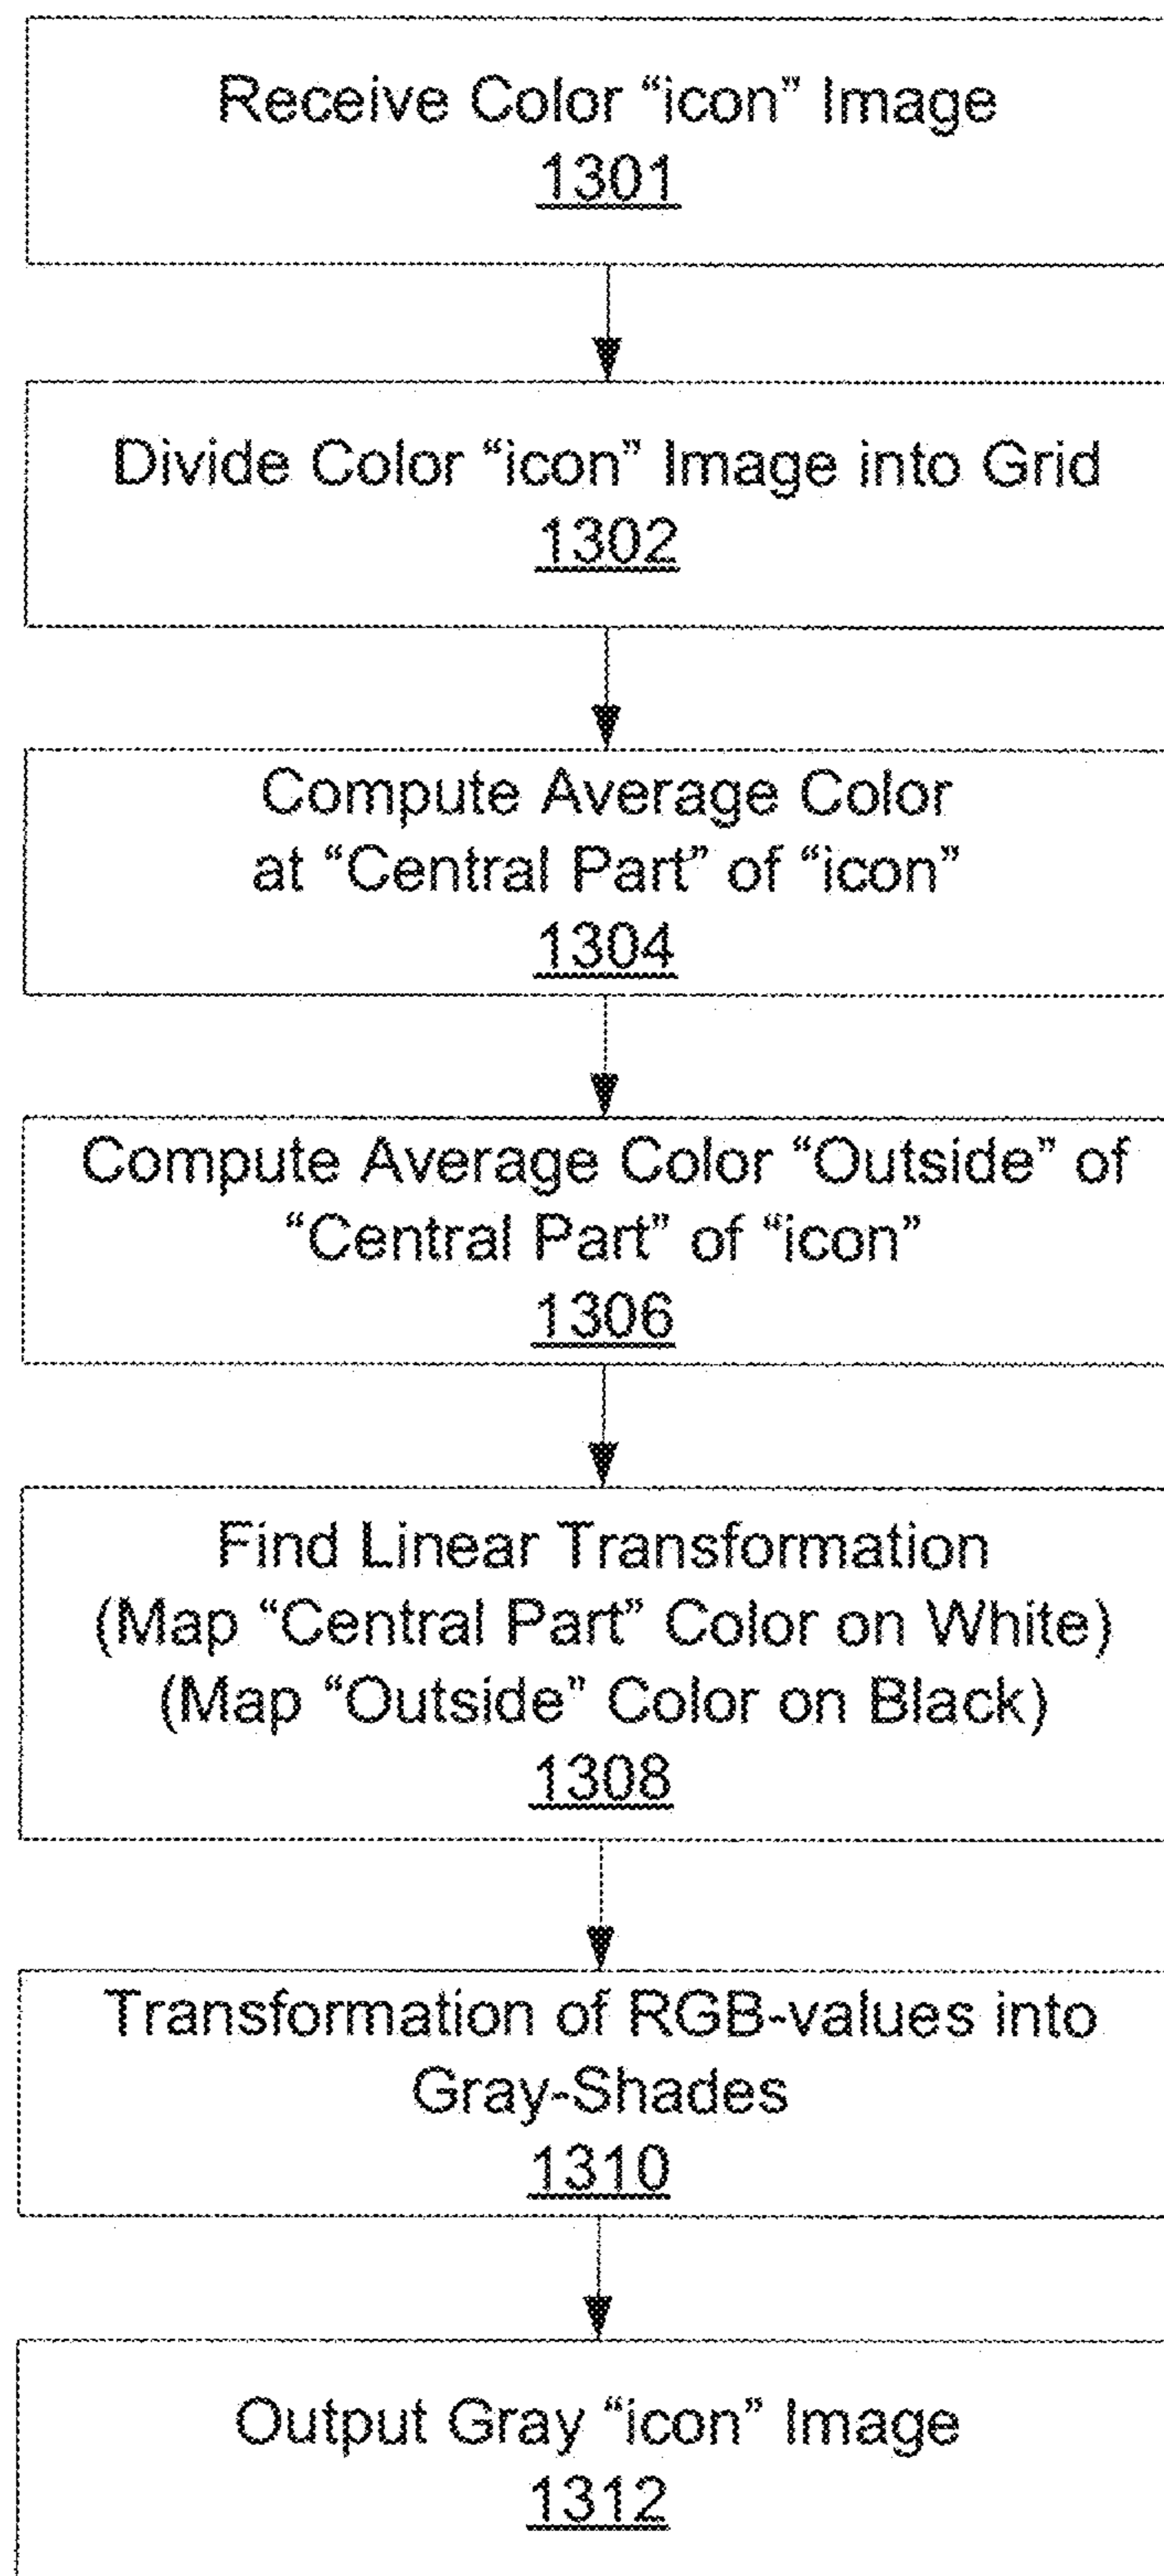 Receive Color “icon” Image
1301
Divide Color “icon” Image into Grid
1302
Compute Average Color
at “Central Part” of “icon”
1304
Compute Average Color “Outside” of
“Central Part” of “icon”
1306
Find Linear Transformation
(Map “Central Part” Color on White)
(Map “Outside” Color on Black)
1308
Transformation of RGB-values into
Gray-Shades
1310
Output Gray “icon” Image
1312